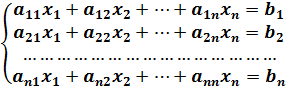 a₁₁x₁ + a₁₂x₂ + ⋯ + a₁ₙxₙ = b₁
a₂₁x₁ + a₂₂x₂ + ⋯ + a₂ₙxₙ = b₂
… … … … … … … … … … … … … …
aₙ₁x₁ + aₙ₂x₂ + ⋯ + aₙₙxₙ = bₙ